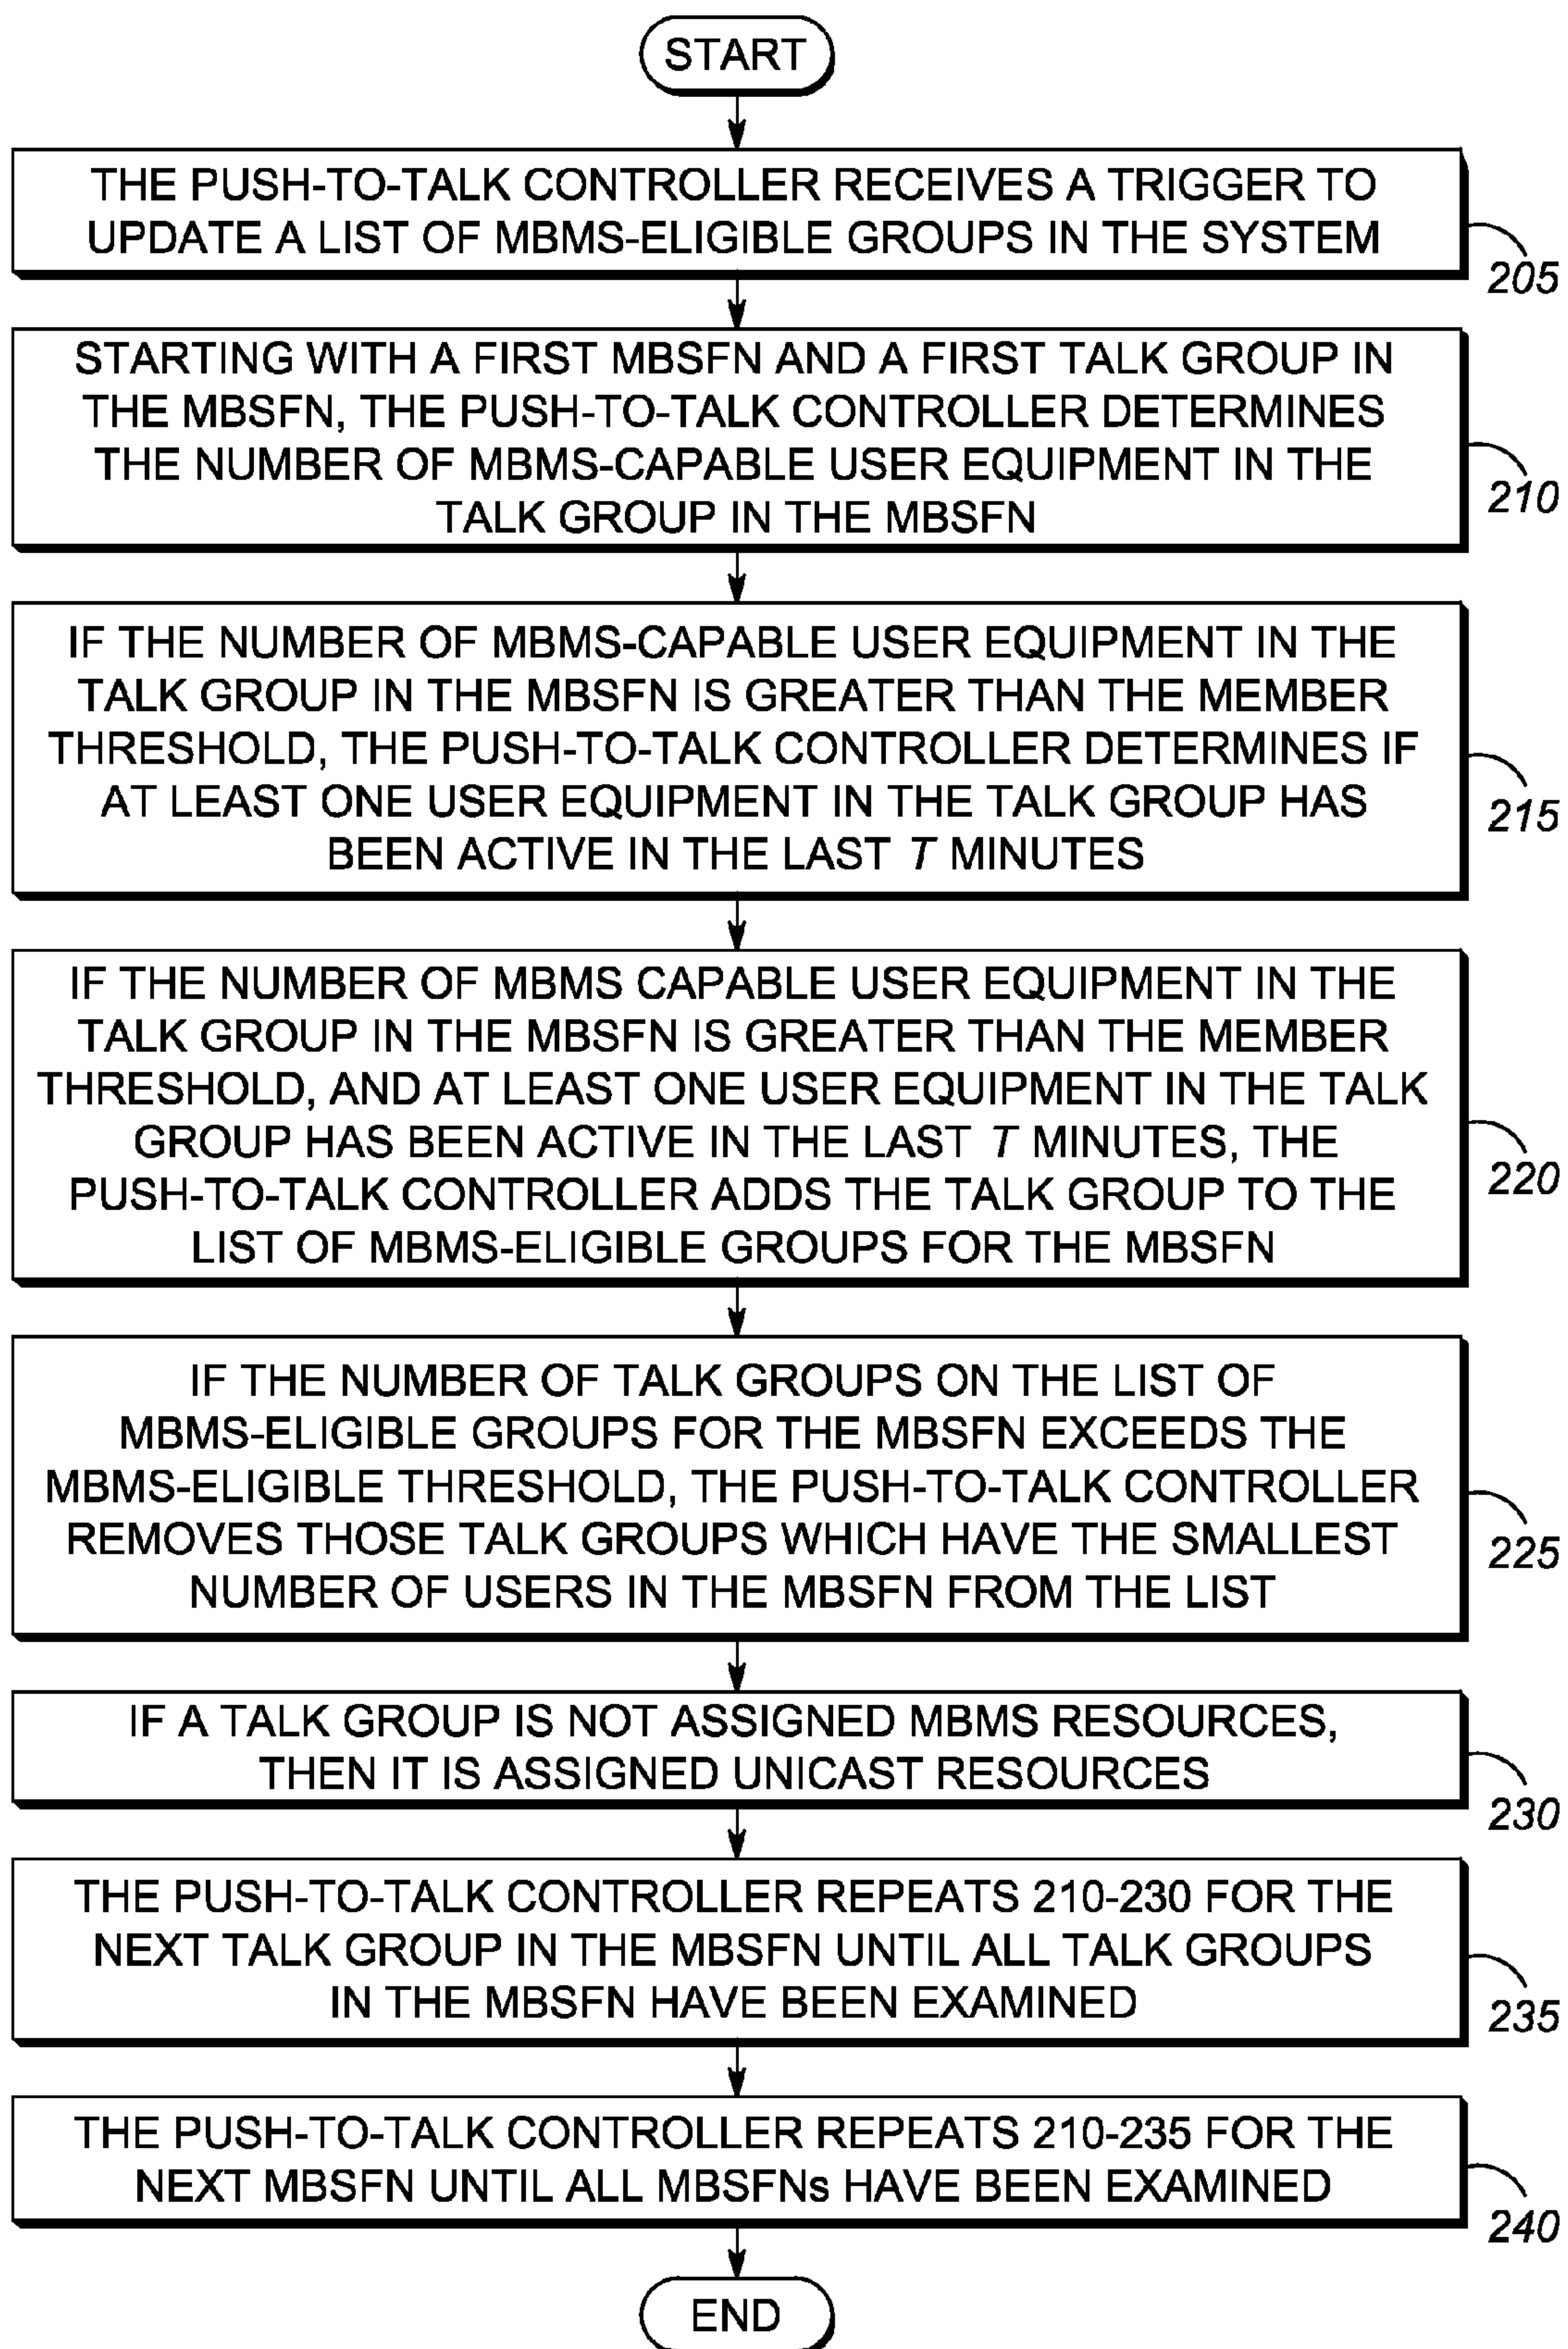 START
THE PUSH-TO-TALK CONTROLLER RECEIVES A TRIGGER TO
UPDATE A LIST OF MBMS-ELIGIBLE GROUPS IN THE SYSTEM
205
STARTING WITH A FIRST MBSFN AND A FIRST TALK GROUP IN
THE MBSFN, THE PUSH-TO-TALK CONTROLLER DETERMINES
THE NUMBER OF MBMS-CAPABLE USER EQUIPMENT IN THE
TALK GROUP IN THE MBSFN
210
IF THE NUMBER OF MBMS-CAPABLE USER EQUIPMENT IN THE
TALK GROUP IN THE MBSFN IS GREATER THAN THE MEMBER
THRESHOLD, THE PUSH-TO-TALK CONTROLLER DETERMINES IF
AT LEAST ONE USER EQUIPMENT IN THE TALK GROUP HAS
BEEN ACTIVE IN THE LAST T MINUTES
215
IF THE NUMBER OF MBMS CAPABLE USER EQUIPMENT IN THE
TALK GROUP IN THE MBSFN IS GREATER THAN THE MEMBER
THRESHOLD, AND AT LEAST ONE USER EQUIPMENT IN THE TALK
GROUP HAS BEEN ACTIVE IN THE LAST T MINUTES, THE
PUSH-TO-TALK CONTROLLER ADDS THE TALK GROUP TO THE
LIST OF MBMS-ELIGIBLE GROUPS FOR THE MBSFN
220
IF THE NUMBER OF TALK GROUPS ON THE LIST OF
MBMS-ELIGIBLE GROUPS FOR THE MBSFN EXCEEDS THE
MBMS-ELIGIBLE THRESHOLD, THE PUSH-TO-TALK CONTROLLER
REMOVES THOSE TALK GROUPS WHICH HAVE THE SMALLEST
NUMBER OF USERS IN THE MBSFN FROM THE LIST
225
IF A TALK GROUP IS NOT ASSIGNED MBMS RESOURCES,
THEN IT IS ASSIGNED UNICAST RESOURCES
230
THE PUSH-TO-TALK CONTROLLER REPEATS 210-230 FOR THE
NEXT TALK GROUP IN THE MBSFN UNTIL ALL TALK GROUPS
IN THE MBSFN HAVE BEEN EXAMINED
235
THE PUSH-TO-TALK CONTROLLER REPEATS 210-235 FOR THE
NEXT MBSFN UNTIL ALL MBSFNs HAVE BEEN EXAMINED
240
END